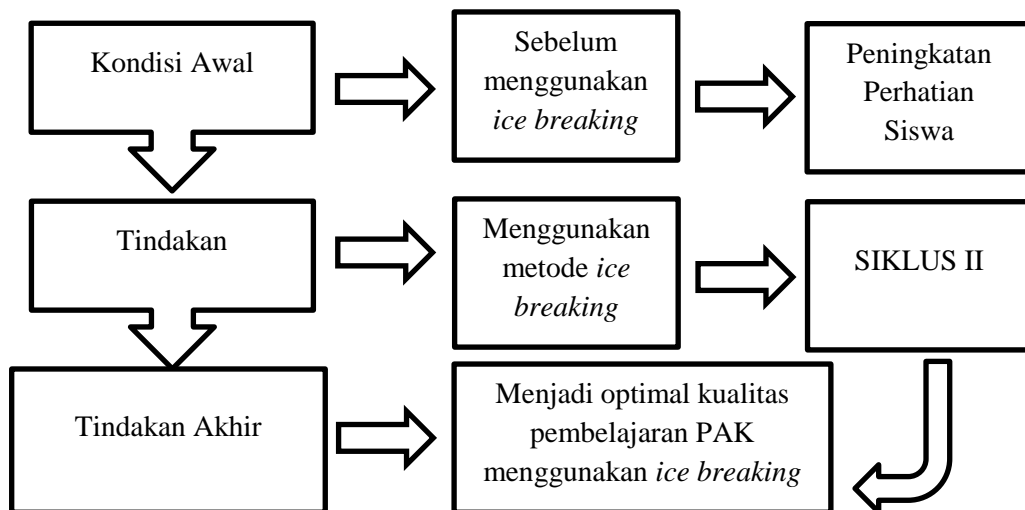 Kondisi Awal
Sebelum
menggunakan
ice breaking
Peningkatan
Perhatian
Siswa
Tindakan
Menggunakan
metode ice
breaking
SIKLUS II
Tindakan Akhir
Menjadi optimal kualitas
pembelajaran PAK
menggunakan ice breaking